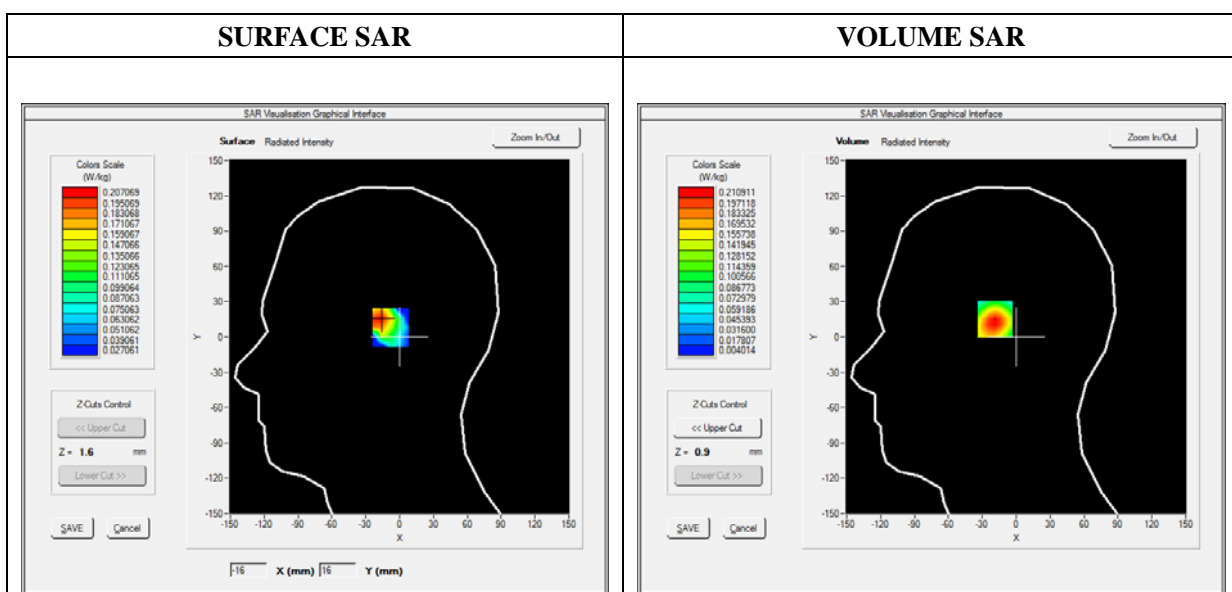 SURFACE SAR
VOLUME SAR
SAR Visualisation Graphical Interface
Surface Radiated Intensity
Zoom In/Out
Colors Scale
(W/kg)
0.207069
0.195069
0.183068
0.171067
0.159067
0.147066
0.135066
0.123065
0.111065
0.099064
0.087063
0.075063
0.063062
0.051062
0.039061
0.027061
Z-Cuts Control
<< Upper Cut
Z = 1.6 mm
Lower Cut >>
SAVE
Cancel
150
120
90
60
30
0
-30
-60
-90
-120
-150
Y
-150 -120 -90 -60 -30 0 30 60 90 120 150
X
-16 X (mm) 16 Y (mm)
SAR Visualisation Graphical Interface
Volume Radiated Intensity
Zoom In/Out
Colors Scale
(W/kg)
0.210911
0.197118
0.183325
0.169532
0.155738
0.141945
0.128152
0.114359
0.100566
0.086773
0.072979
0.059186
0.045393
0.031600
0.017807
0.004014
Z-Cuts Control
<< Upper Cut
Z = 0.9 mm
Lower Cut >>
SAVE
Cancel
150
120
90
60
30
0
-30
-60
-90
-120
-150
Y
-150 -120 -90 -60 -30 0 30 60 90 120 150
X